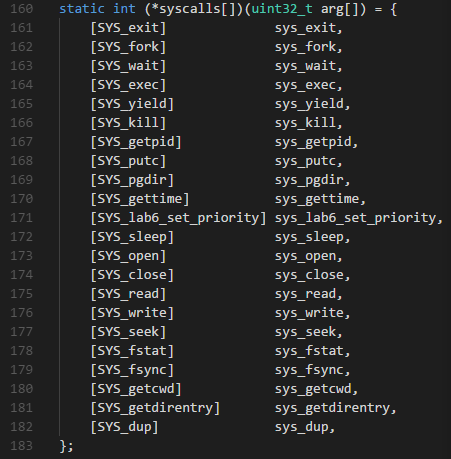 160 static int (*syscalls[])(uint32_t arg[]) = {
161     [SYS_exit]              sys_exit,
162     [SYS_fork]              sys_fork,
163     [SYS_wait]              sys_wait,
164     [SYS_exec]              sys_exec,
165     [SYS_yield]             sys_yield,
166     [SYS_kill]              sys_kill,
167     [SYS_getpid]            sys_getpid,
168     [SYS_putc]              sys_putc,
169     [SYS_pgdir]             sys_pgdir,
170     [SYS_gettime]           sys_gettime,
171     [SYS_lab6_set_priority] sys_lab6_set_priority,
172     [SYS_sleep]             sys_sleep,
173     [SYS_open]              sys_open,
174     [SYS_close]             sys_close,
175     [SYS_read]              sys_read,
176     [SYS_write]             sys_write,
177     [SYS_seek]              sys_seek,
178     [SYS_fstat]             sys_fstat,
179     [SYS_fsync]             sys_fsync,
180     [SYS_getcwd]            sys_getcwd,
181     [SYS_getdirentry]       sys_getdirentry,
182     [SYS_dup]               sys_dup,
183 };